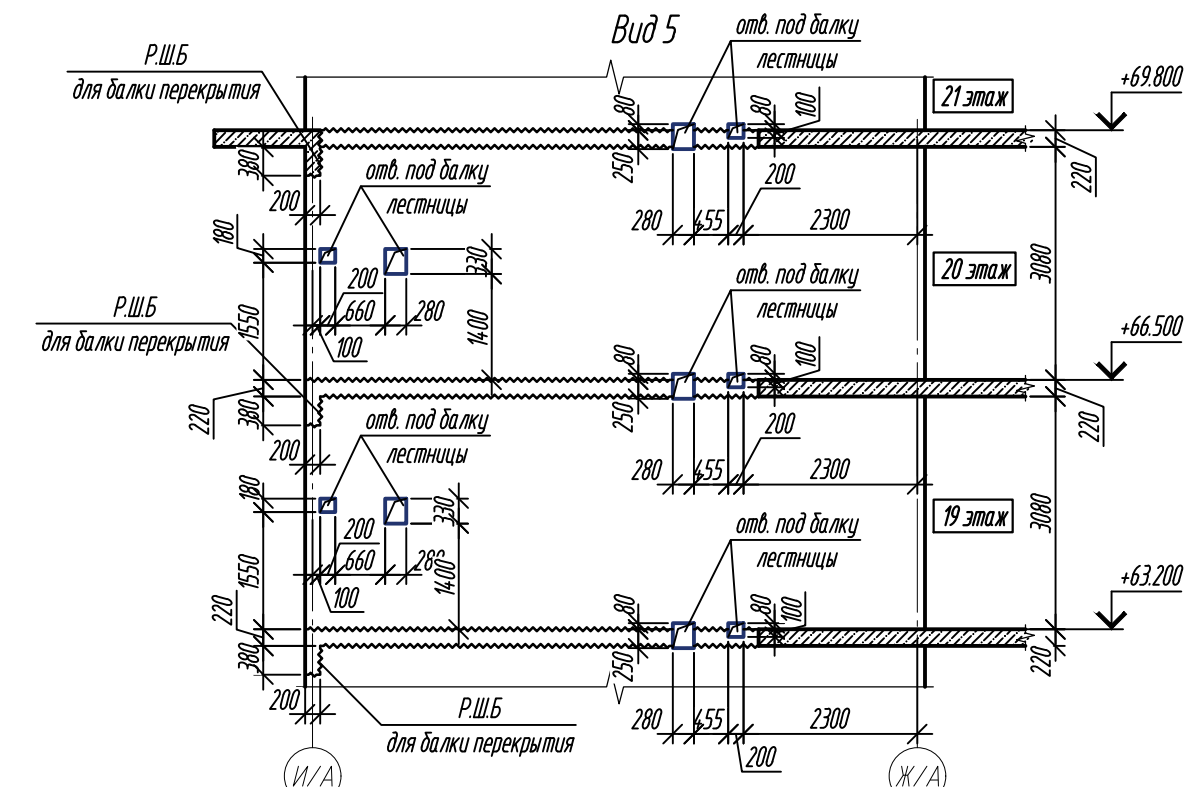 Вид 5
отв. под балку
лестницы
Р.Ш.Б
для балки перекрытия
21 этаж
+69.800
80
80
100
380
250
200
220
200
отв. под балку
лестницы
280
455
2300
180
330
20 этаж
3080
200
отв. под балку
лестницы
Р.Ш.Б
для балки перекрытия
1550
660
280
1400
100
+66.500
80
80
100
220
380
250
200
220
отв. под балку
лестницы
200
280
455
2300
180
330
19 этаж
3080
200
отв. под балку
лестницы
1550
660
280
1400
100
+63.200
220
80
80
100
380
250
220
200
Р.Ш.Б
для балки перекрытия
280
455
2300
200
И/А
Ж/А